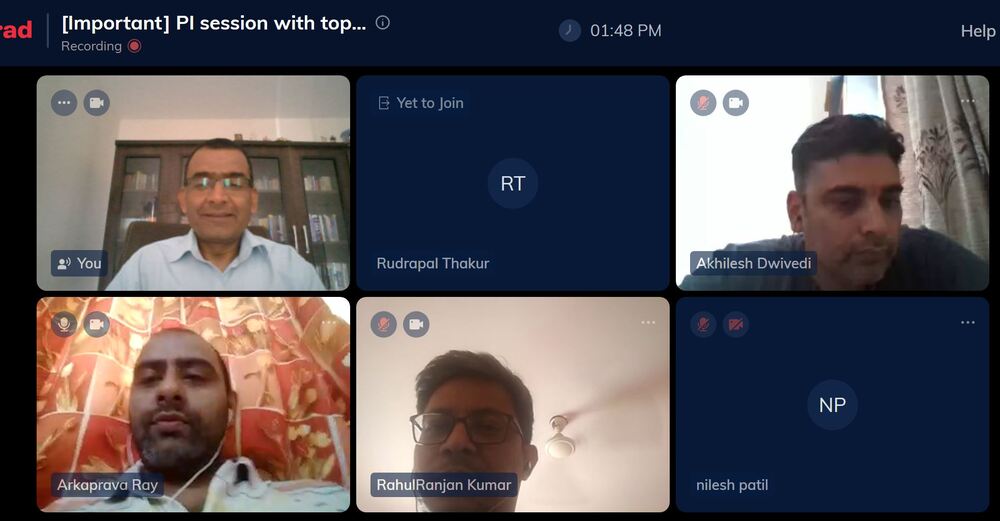 rad
[Important] PI session with top...
Recording
01:48 PM
Help
You
Yet to Join
RT
Rudrapal Thakur
Akhilesh Dwivedi
Arkaprava Ray
RahulRanjan Kumar
NP
nilesh patil